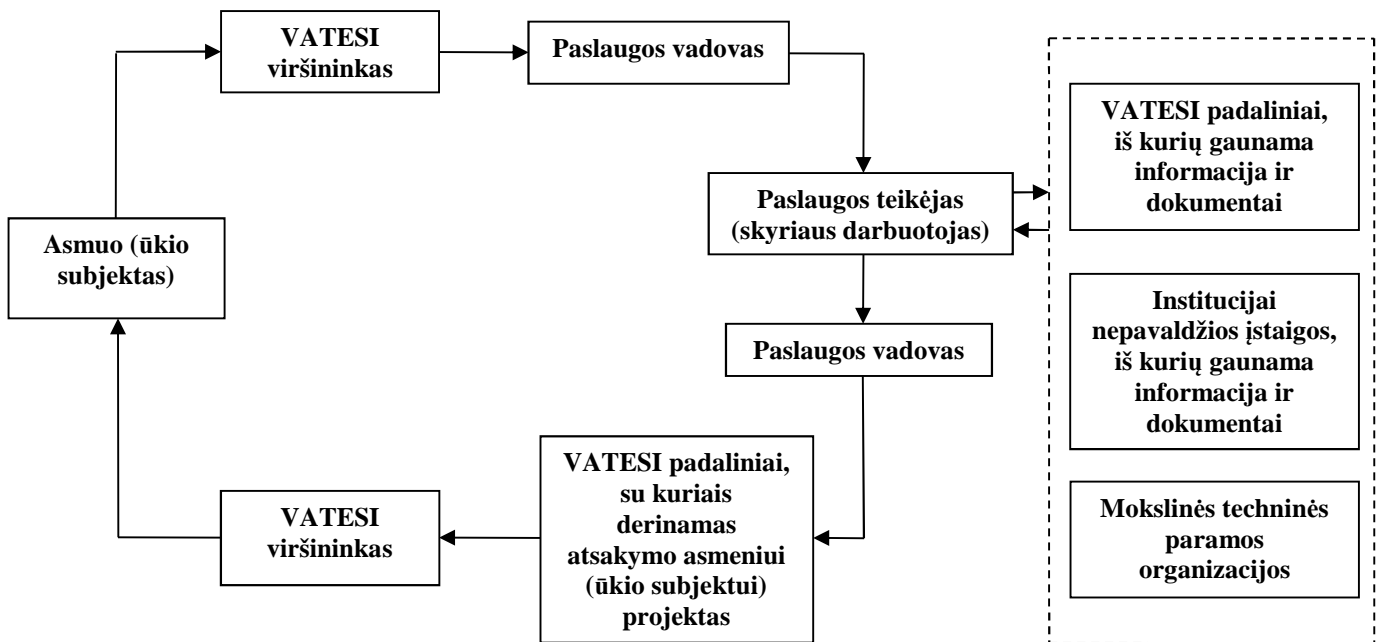 VATESI
viršininkas
Paslaugos vadovas
VATESI padaliniai,
iš kurių gaunama
informacija ir
dokumentai
Paslaugos teikėjas
(skyriaus darbuotojas)
Asmuo (ūkio
subjektas)
Institucijai
nepavaldžios įstaigos,
iš kurių gaunama
informacija ir
dokumentai
Paslaugos vadovas
VATESI padaliniai,
su kuriais
derinamas
atsakymo asmeniui
(ūkio subjektui)
projektas
VATESI
viršininkas
Mokslinės techninės
paramos
organizacijos